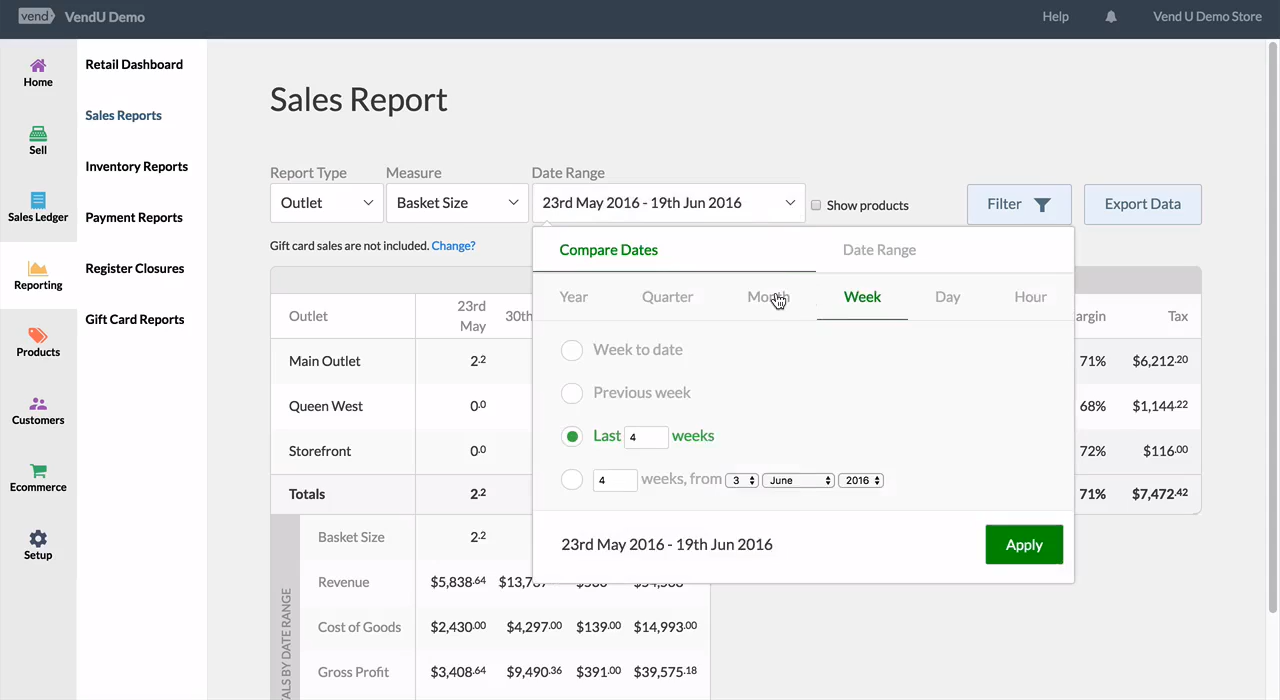 vend VendU Demo Help Vend U Demo Store
Home
Sell
Sales Ledger
Reporting
Products
Customers
Ecommerce
Setup
Retail Dashboard
Sales Reports
Inventory Reports
Payment Reports
Register Closures
Gift Card Reports
Sales Report
Report Type Measure Date Range
Outlet Basket Size 23rd May 2016 - 19th Jun 2016 Show products Filter Export Data
Gift card sales are not included. Change?
Compare Dates Date Range
Year Quarter Month Week Day Hour
Week to date
Previous week
Last 4 weeks
4 weeks, from 3 June 2016
23rd May 2016 - 19th Jun 2016 Apply
Outlet 23rd May 30th argin Tax
Main Outlet 2.2 71% $6,212.20
Queen West 0.0 68% $1,144.22
Storefront 0.0 72% $116.00
Totals 2.2 71% $7,472.42
ALS BY DATE RANGE
Basket Size 2.2
Revenue $5,838.64
Cost of Goods $2,430.00 $4,297.00 $139.00 $14,993.00
Gross Profit $3,408.64 $9,490.36 $391.00 $39,575.18